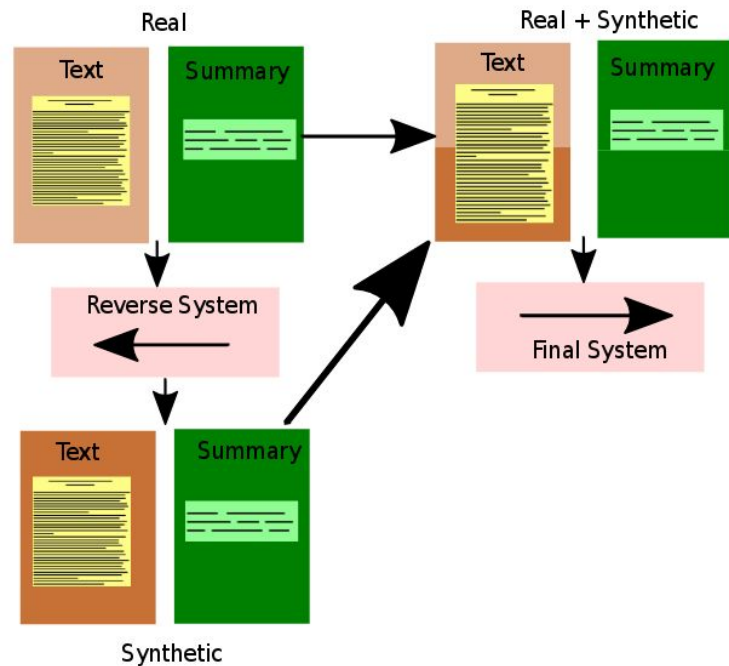 Real
Real + Synthetic
Text
Summary
Text
Summary
Reverse System
Final System
Text
Summary
Synthetic